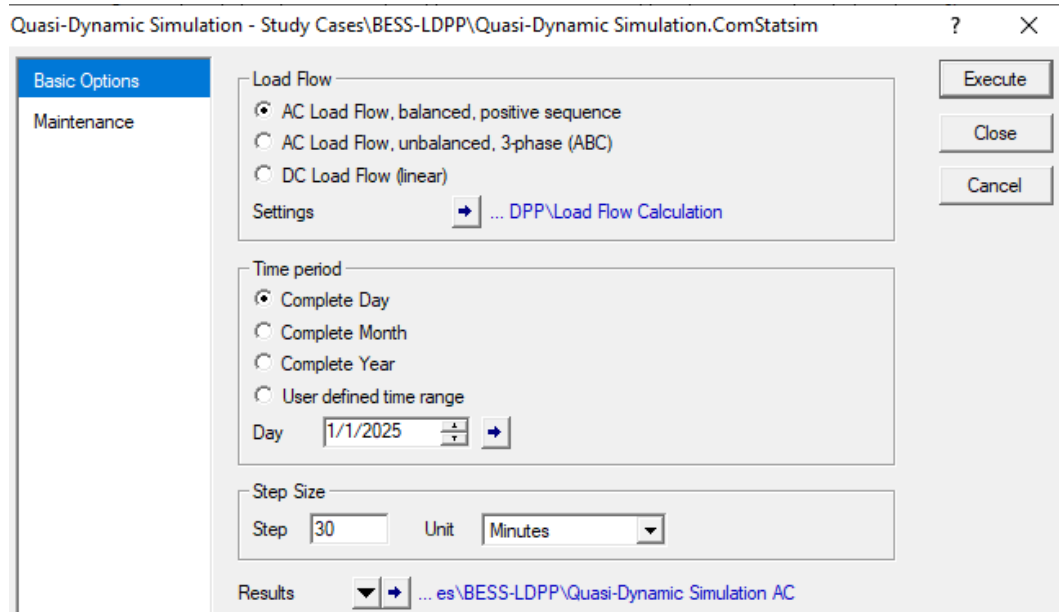 Quasi-Dynamic Simulation - Study Cases\BESS-LDPP\Quasi-Dynamic Simulation.ComStatsim ? X
Basic Options
Maintenance
Load Flow
AC Load Flow, balanced, positive sequence
AC Load Flow, unbalanced, 3-phase (ABC)
DC Load Flow (linear)
Settings ... DPP\Load Flow Calculation
Time period
Complete Day
Complete Month
Complete Year
User defined time range
Day 1/1/2025
Step Size
Step 30 Unit Minutes
Results ... es\BESS-LDPP\Quasi-Dynamic Simulation AC
Execute
Close
Cancel